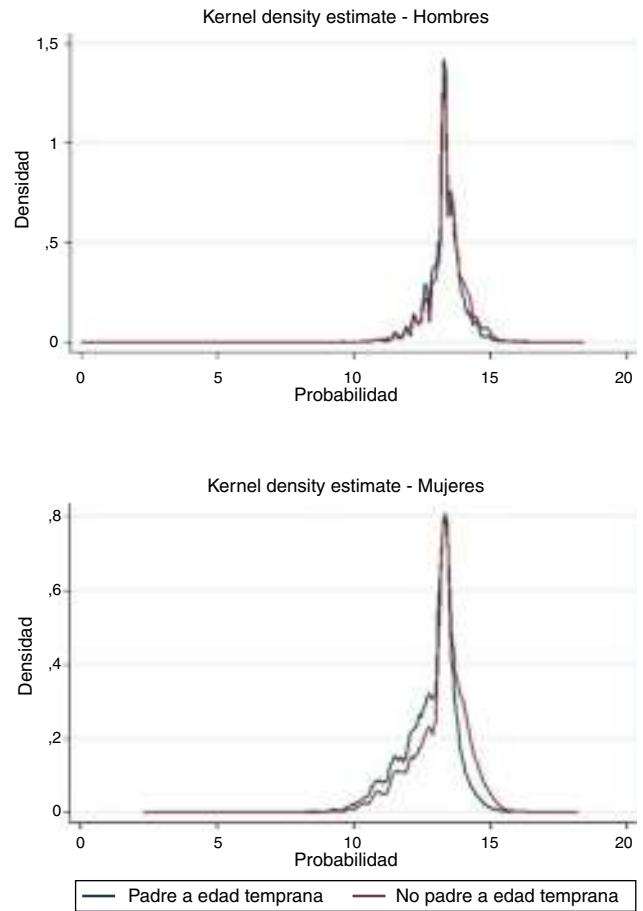 Kernel density estimate - Hombres
1,5
1
,5
0
Densidad
0 5 10 15 20
Probabilidad
Kernel density estimate - Mujeres
,8
,6
,4
,2
0
Densidad
0 5 10 15 20
Probabilidad
Padre a edad temprana No padre a edad temprana